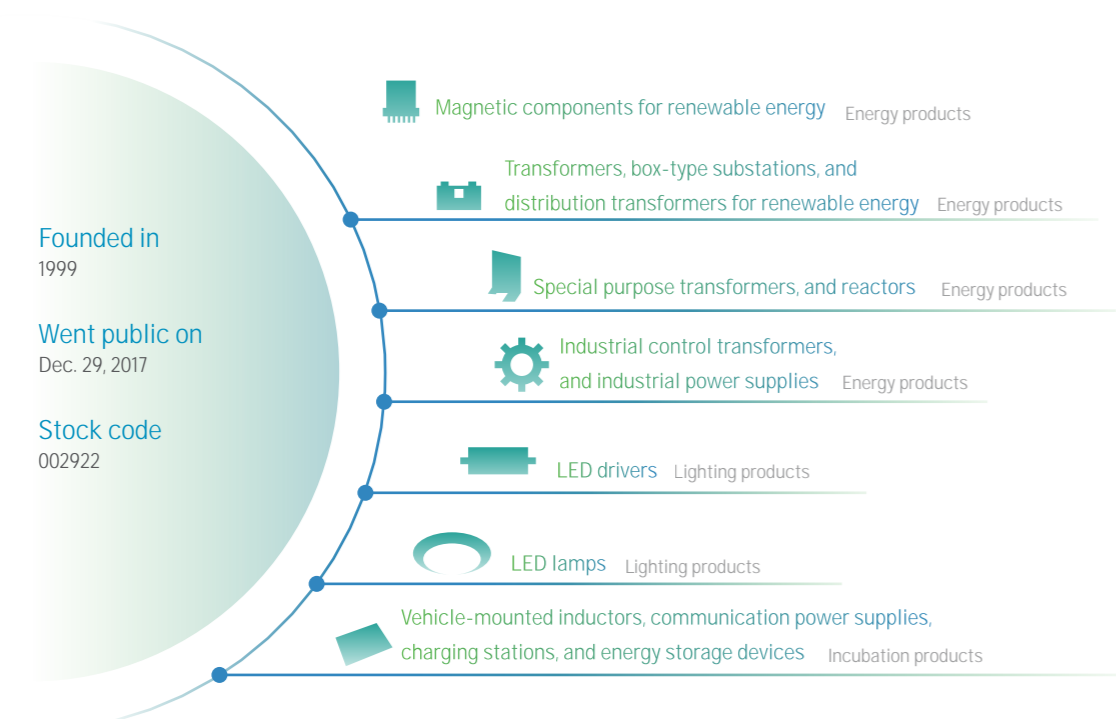 Founded in
1999
Went public on
Dec. 29, 2017
Stock code
002922
Magnetic components for renewable energy Energy products
Transformers, box-type substations, and
distribution transformers for renewable energy Energy products
Special purpose transformers, and reactors Energy products
Industrial control transformers,
and industrial power supplies Energy products
LED drivers Lighting products
LED lamps Lighting products
Vehicle-mounted inductors, communication power supplies,
charging stations, and energy storage devices Incubation products